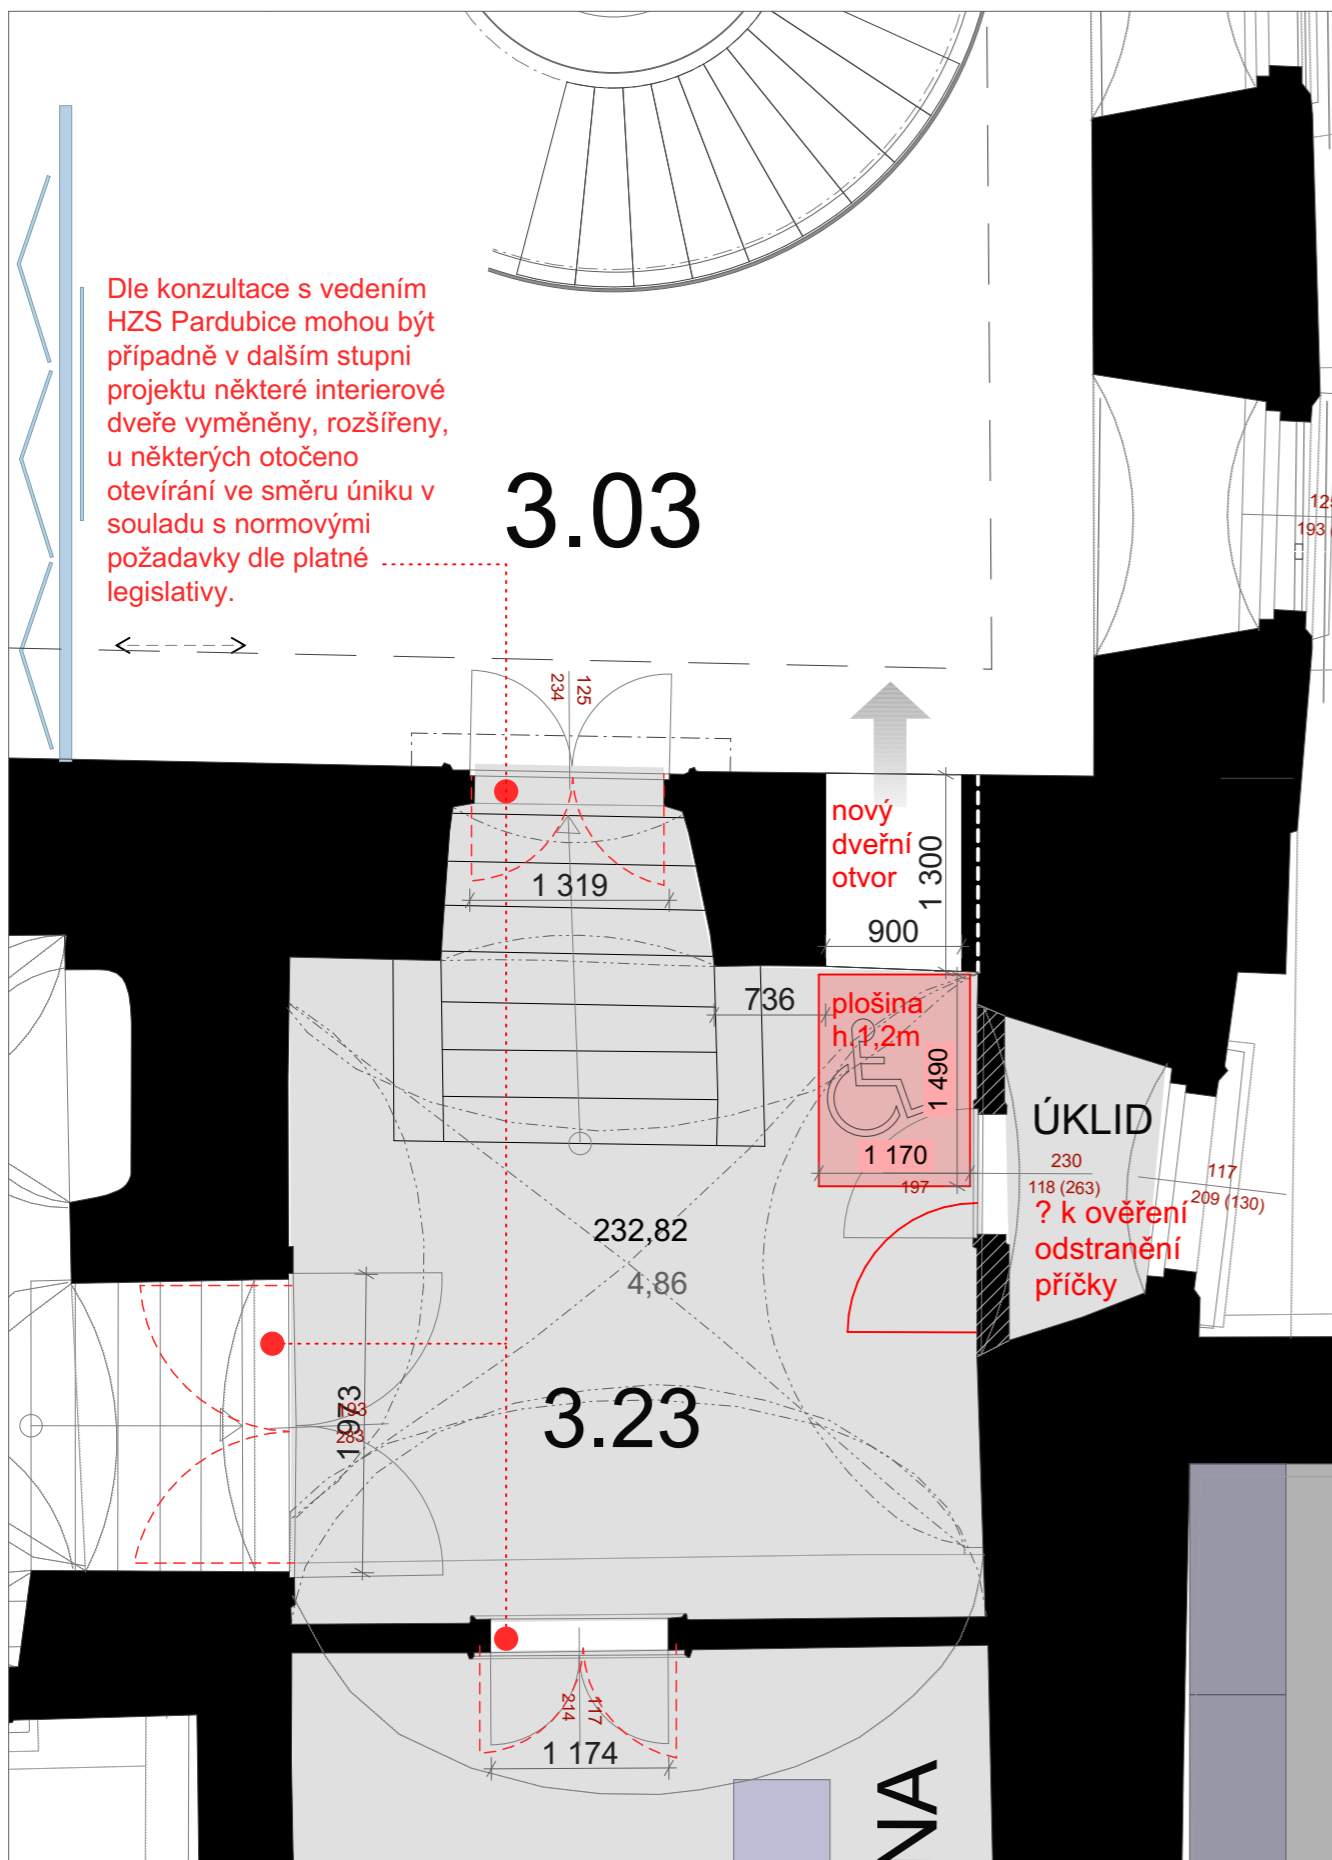 Dle konzultace s vedením
HZS Pardubice mohou být
případně v dalším stupni
projektu některé interierové
dveře vyměněny, rozšířeny,
u některých otočeno
otevírání ve směru úniku v
souladu s normovými
požadavky dle platné
legislativy.
3.03
193
234
125
nový
dveřní
otvor
1 300
1 319
900
736
plošina
h.1,2m
1 490
ÚKLID
1 170
230
197
118 (263)
117
209 (130)
? k ověření
odstranění
příčky
232,82
4,86
1 973
193
283
3.23
214
117
1 174
NA